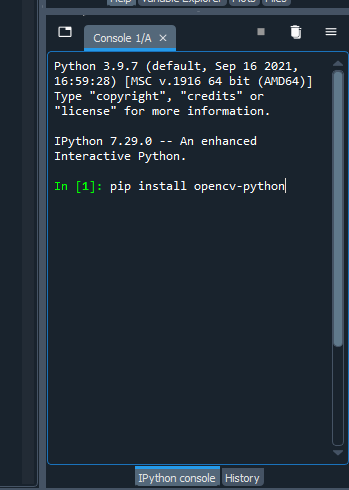 Help Variable Explorer Plots Files
Console 1/A
Python 3.9.7 (default, Sep 16 2021,
16:59:28) [MSC v.1916 64 bit (AMD64)]
Type "copyright", "credits" or
"license" for more information.
IPython 7.29.0 -- An enhanced
Interactive Python.
In [1]: pip install opencv-python
IPython console History